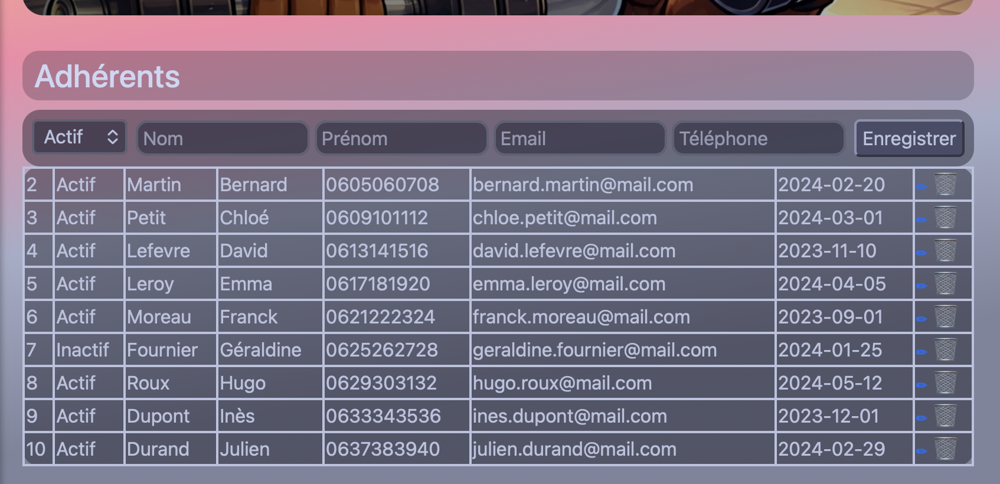 Adhérents
Actif Nom Prénom Email Téléphone Enregistrer
2 Actif Martin Bernard 0605060708 bernard.martin@mail.com 2024-02-20
3 Actif Petit Chloé 0609101112 chloe.petit@mail.com 2024-03-01
4 Actif Lefevre David 0613141516 david.lefevre@mail.com 2023-11-10
5 Actif Leroy Emma 0617181920 emma.leroy@mail.com 2024-04-05
6 Actif Moreau Franck 0621222324 franck.moreau@mail.com 2023-09-01
7 Inactif Fournier Géraldine 0625262728 geraldine.fournier@mail.com 2024-01-25
8 Actif Roux Hugo 0629303132 hugo.roux@mail.com 2024-05-12
9 Actif Dupont Inès 0633343536 ines.dupont@mail.com 2023-12-01
10 Actif Durand Julien 0637383940 julien.durand@mail.com 2024-02-29